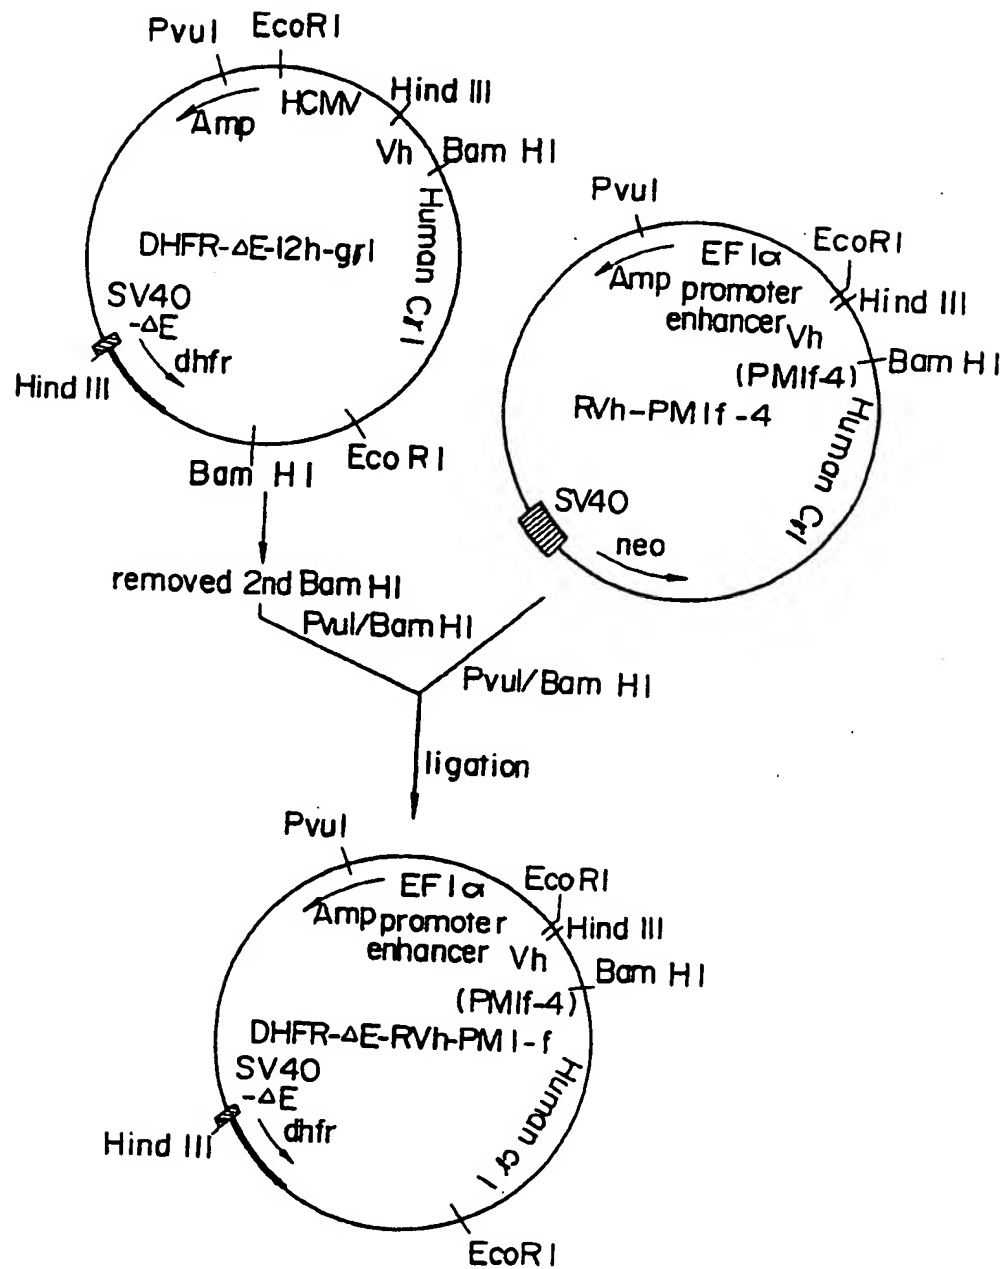 PvuI EcoRI
Hind III
HCMV
Amp
Vh
Bam HI
Human Cγ1
DHFR-ΔE-12h-gγ1
SV40
-ΔE
dhfr
Hind III
Bam HI
EcoRI
PvuI
EcoRI
EF1α
Amp promoter
enhancer
Hind III
Vh
Bam HI
(PM1f-4)
RVh-PM1f-4
Human Cγ1
SV40
neo
removed 2nd Bam HI
PvuI/Bam HI
PvuI/Bam HI
ligation
PvuI
EF1α
EcoRI
Amp promoter
enhancer
Hind III
Vh
Bam HI
(PM1f-4)
DHFR-ΔE-RVh-PM1-f
SV40
-ΔE
dhfr
Hind III
Human cγ1
EcoRI